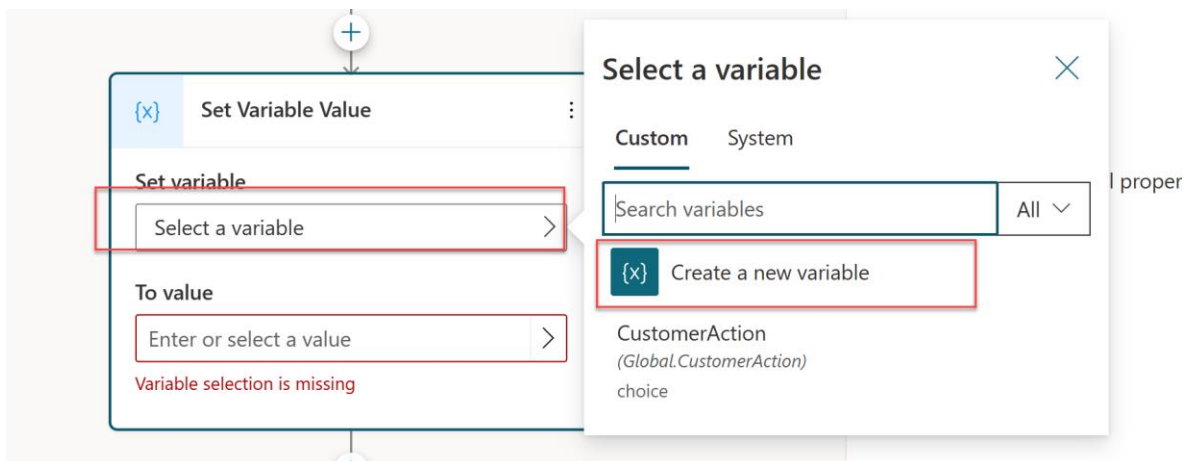 {x} Set Variable Value
Set variable
Select a variable
To value
Enter or select a value
Variable selection is missing
Select a variable
Custom System
Search variables All
{x} Create a new variable
CustomerAction
(Global.CustomerAction)
choice
l proper